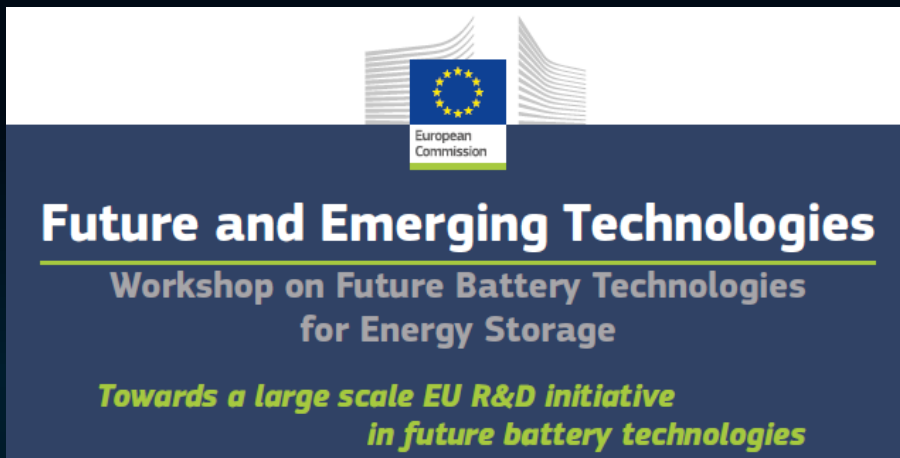 European
Commission
Future and Emerging Technologies
Workshop on Future Battery Technologies
for Energy Storage
Towards a large scale EU R&D initiative
in future battery technologies